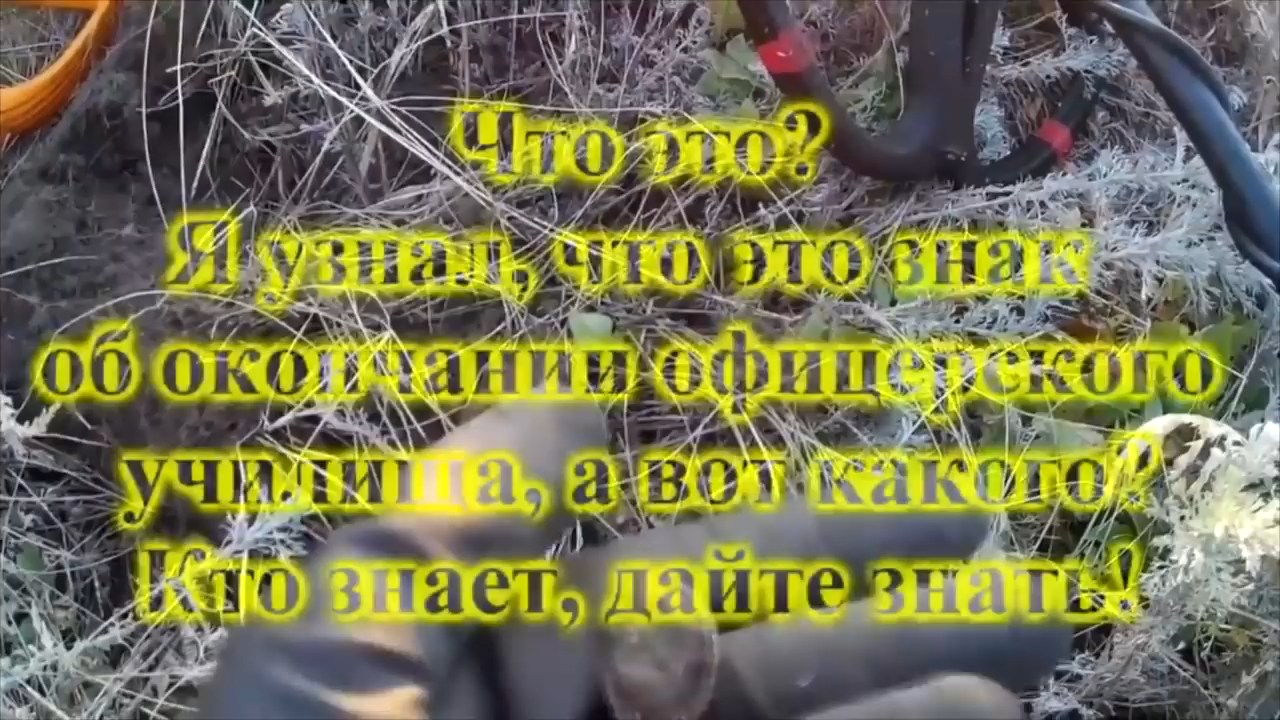 Что это?
Я узнал, что это знак
об окончании офицерского
училища, а вот какого?
Кто знает, дайте знать!